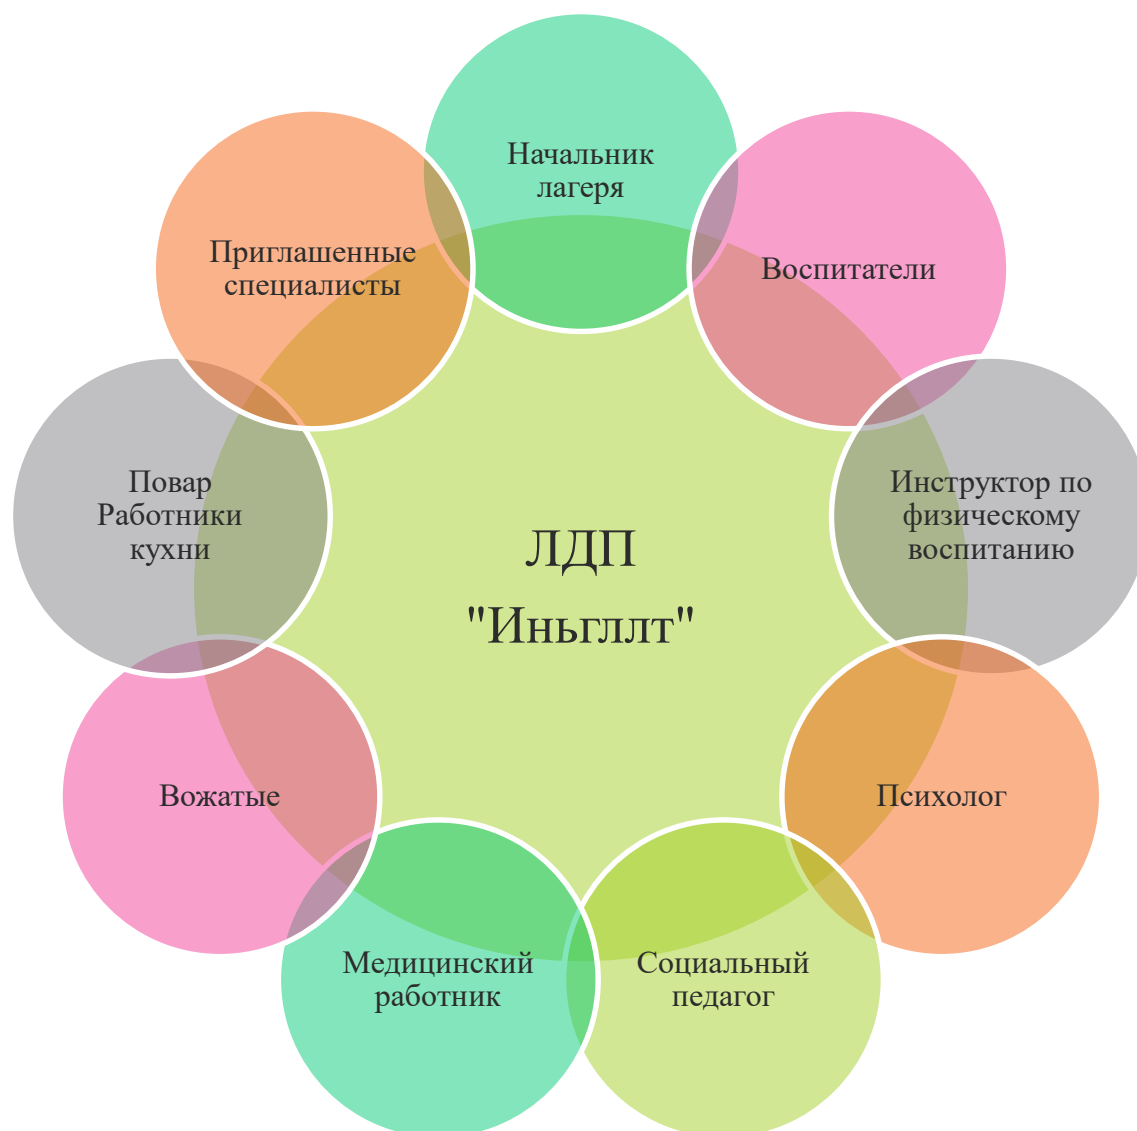 Начальник
лагеря
Воспитатели
Инструктор по
физическому
воспитанию
Психолог
Социальный
педагог
Медицинский
работник
Вожатые
Повар
Работники
кухни
Приглашенные
специалисты
ЛДП
"Иньгллт"